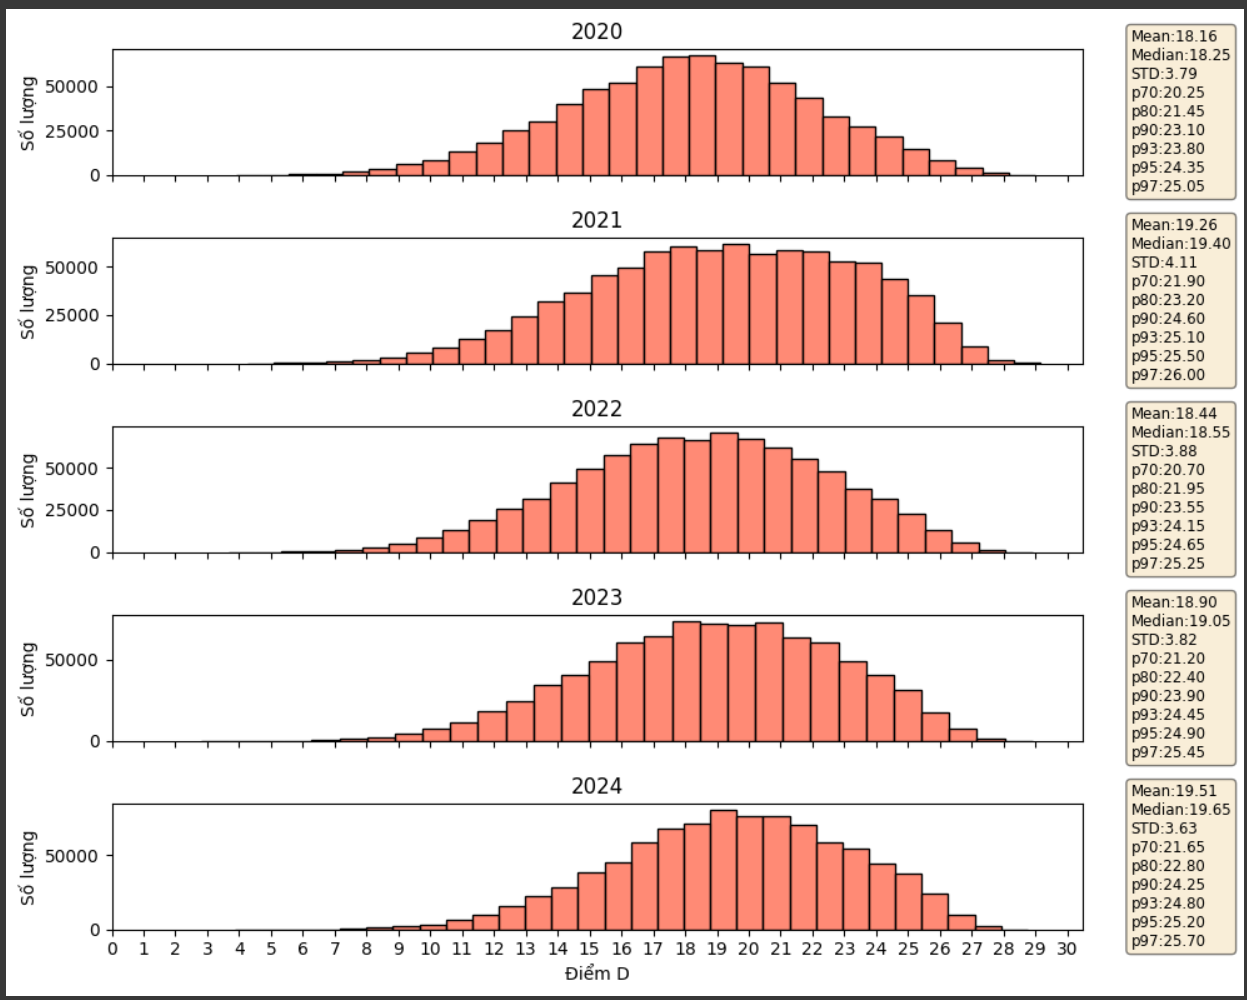 2020
Số lượng
50000
25000
0
Mean:18.16
Median:18.25
STD:3.79
p70:20.25
p80:21.45
p90:23.10
p93:23.80
p95:24.35
p97:25.05
2021
Số lượng
50000
25000
0
Mean:19.26
Median:19.40
STD:4.11
p70:21.90
p80:23.20
p90:24.60
p93:25.10
p95:25.50
p97:26.00
2022
Số lượng
50000
25000
0
Mean:18.44
Median:18.55
STD:3.88
p70:20.70
p80:21.95
p90:23.55
p93:24.15
p95:24.65
p97:25.25
2023
Số lượng
50000
0
Mean:18.90
Median:19.05
STD:3.82
p70:21.20
p80:22.40
p90:23.90
p93:24.45
p95:24.90
p97:25.45
2024
Số lượng
50000
0
Mean:19.51
Median:19.65
STD:3.63
p70:21.65
p80:22.80
p90:24.25
p93:24.80
p95:25.20
p97:25.70
0 1 2 3 4 5 6 7 8 9 10 11 12 13 14 15 16 17 18 19 20 21 22 23 24 25 26 27 28 29 30
Điểm D